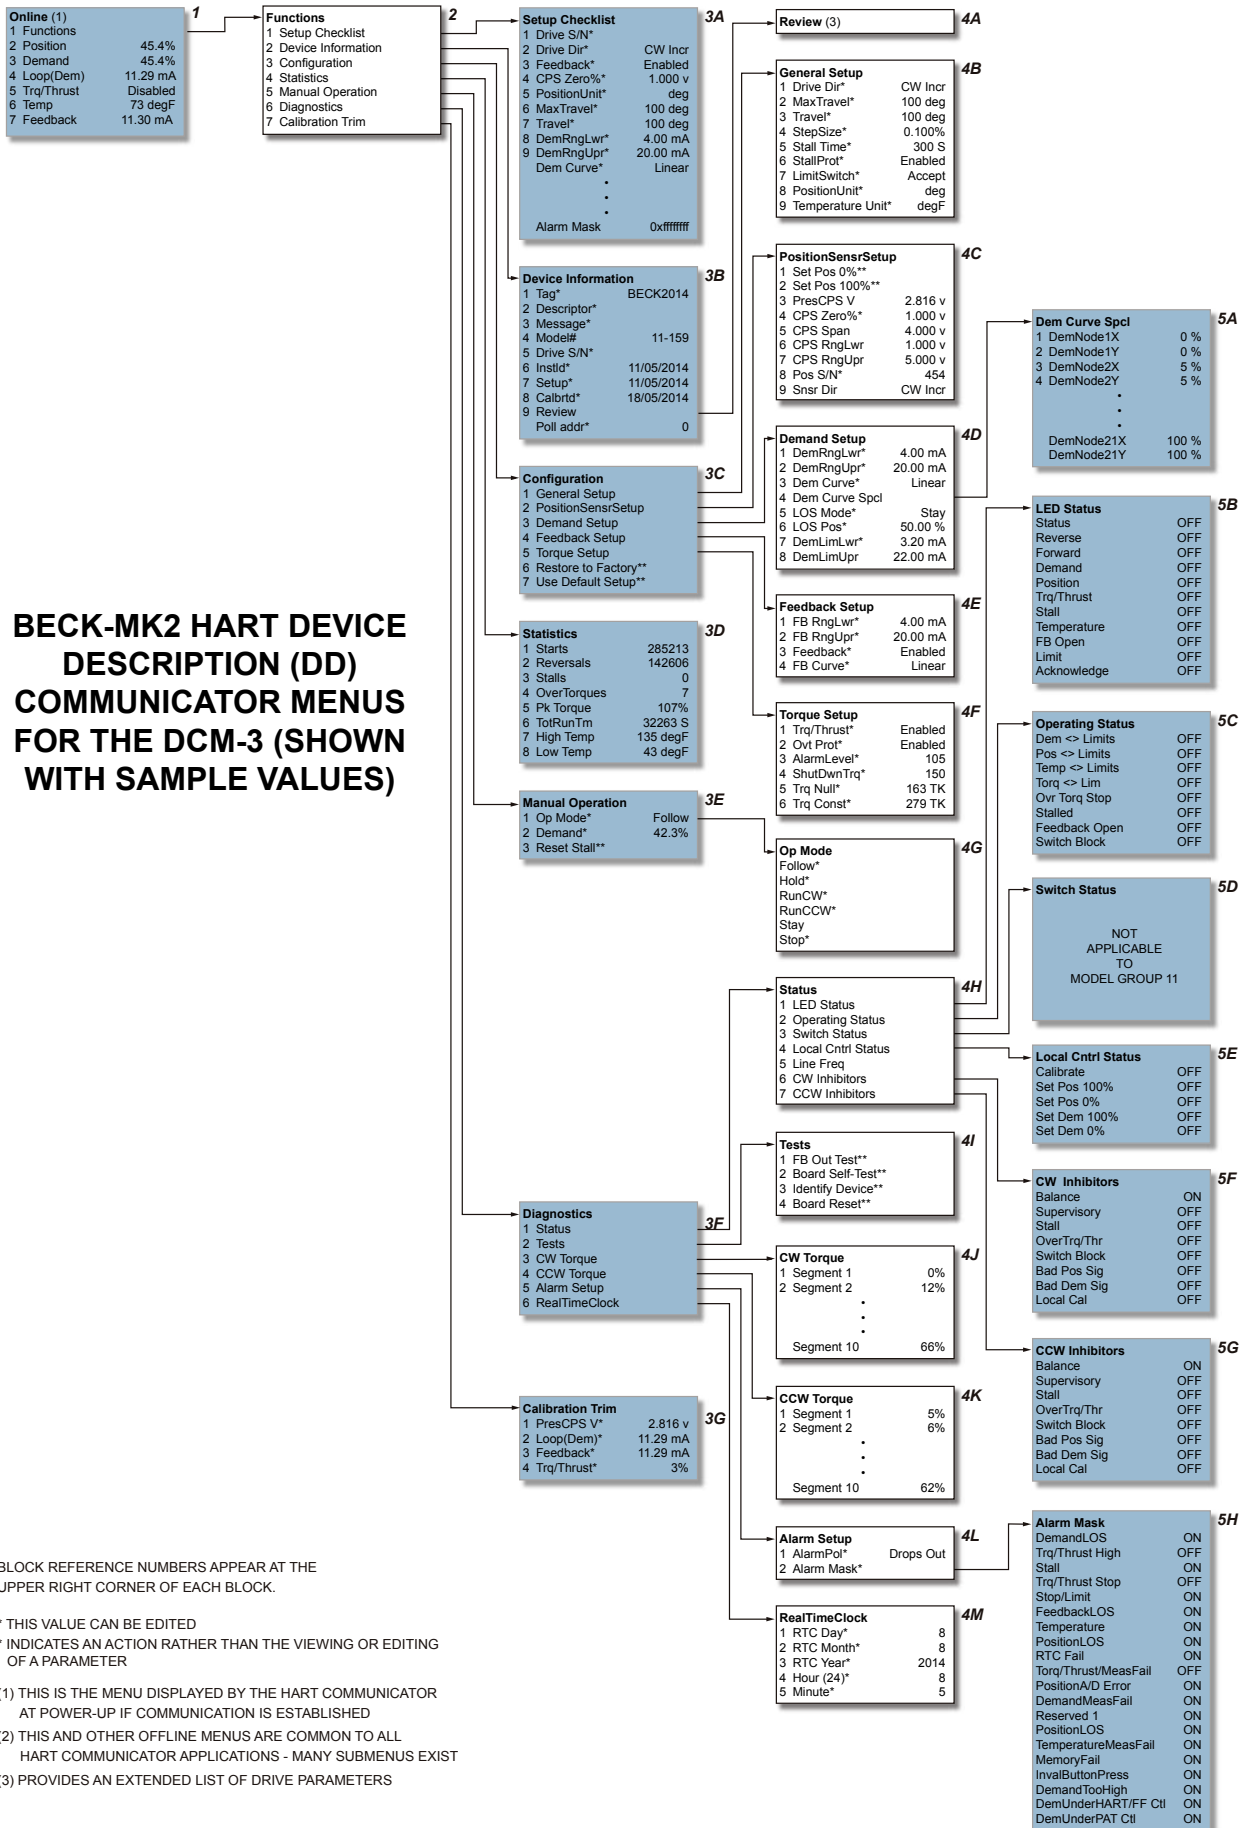 Online (1)
1 Functions
2 Position 45.4%
3 Demand 45.4%
4 Loop(Dem) 11.29 mA
5 Trq/Thrust Disabled
6 Temp 73 degF
7 Feedback 11.30 mA
1
Functions
1 Setup Checklist
2 Device Information
3 Configuration
4 Statistics
5 Manual Operation
6 Diagnostics
7 Calibration Trim
2
Setup Checklist
1 Drive S/N*
2 Drive Dir* CW Incr
3 Feedback* Enabled
4 CPS Zero%* 1.000 v
5 PositionUnit* deg
6 MaxTravel* 100 deg
7 Travel* 100 deg
8 DemRngLwr* 4.00 mA
9 DemRngUpr* 20.00 mA
Dem Curve* Linear
•
•
•
Alarm Mask 0xffffffff
3A
Device Information
1 Tag* BECK2014
2 Descriptor*
3 Message*
4 Model# 11-159
5 Drive S/N*
6 Instld* 11/05/2014
7 Setup* 11/05/2014
8 Calbrtd* 18/05/2014
9 Review
Poll addr* 0
3B
Configuration
1 General Setup
2 PositionSensrSetup
3 Demand Setup
4 Feedback Setup
5 Torque Setup
6 Restore to Factory**
7 Use Default Setup**
3C
Statistics
1 Starts 285213
2 Reversals 142606
3 Stalls 0
4 OverTorques 7
5 Pk Torque 107%
6 TotRunTm 32263 S
7 High Temp 135 degF
8 Low Temp 43 degF
3D
Manual Operation
1 Op Mode* Follow
2 Demand* 42.3%
3 Reset Stall**
3E
Diagnostics
1 Status
2 Tests
3 CW Torque
4 CCW Torque
5 Alarm Setup
6 RealTimeClock
3F
Calibration Trim
1 PresCPS V* 2.816 v
2 Loop(Dem)* 11.29 mA
3 Feedback* 11.29 mA
4 Trq/Thrust* 3%
3G
Review (3)
4A
General Setup
1 Drive Dir* CW Incr
2 MaxTravel* 100 deg
3 Travel* 100 deg
4 StepSize* 0.100%
5 Stall Time* 300 S
6 StallProt* Enabled
7 LimitSwitch* Accept
8 PositionUnit* deg
9 Temperature Unit* degF
4B
PositionSensrSetup
1 Set Pos 0%**
2 Set Pos 100%**
3 PresCPS V 2.816 v
4 CPS Zero%* 1.000 v
5 CPS Span 4.000 v
6 CPS RngLwr 1.000 v
7 CPS RngUpr 5.000 v
8 Pos S/N* 454
9 Snsr Dir CW Incr
4C
Demand Setup
1 DemRngLwr* 4.00 mA
2 DemRngUpr* 20.00 mA
3 Dem Curve* Linear
4 Dem Curve Spcl
5 LOS Mode* Stay
6 LOS Pos* 50.00 %
7 DemLimLwr* 3.20 mA
8 DemLimUpr 22.00 mA
4D
Feedback Setup
1 FB RngLwr* 4.00 mA
2 FB RngUpr* 20.00 mA
3 Feedback* Enabled
4 FB Curve* Linear
4E
Torque Setup
1 Trq/Thrust* Enabled
2 Ovt Prot* Enabled
3 AlarmLevel* 105
4 ShutDwnTrq* 150
5 Trq Null* 163 TK
6 Trq Const* 279 TK
4F
Op Mode
Follow*
Hold*
RunCW*
RunCCW*
Stay
Stop*
4G
Status
1 LED Status
2 Operating Status
3 Switch Status
4 Local Cntrl Status
5 Line Freq
6 CW Inhibitors
7 CCW Inhibitors
4H
Tests
1 FB Out Test**
2 Board Self-Test**
3 Identify Device**
4 Board Reset**
4I
CW Torque
1 Segment 1 0%
2 Segment 2 12%
•
•
•
Segment 10 66%
4J
CCW Torque
1 Segment 1 5%
2 Segment 2 6%
•
•
•
Segment 10 62%
4K
Alarm Setup
1 AlarmPol* Drops Out
2 Alarm Mask*
4L
RealTimeClock
1 RTC Day* 8
2 RTC Month* 8
3 RTC Year* 2014
4 Hour (24)* 8
5 Minute* 5
4M
Dem Curve Spcl
1 DemNode1X 0 %
2 DemNode1Y 0 %
3 DemNode2X 5 %
4 DemNode2Y 5 %
•
•
•
DemNode21X 100 %
DemNode21Y 100 %
5A
LED Status
Status OFF
Reverse OFF
Forward OFF
Demand OFF
Position OFF
Trq/Thrust OFF
Stall OFF
Temperature OFF
FB Open OFF
Limit OFF
Acknowledge OFF
5B
Operating Status
Dem <> Limits OFF
Pos <> Limits OFF
Temp <> Limits OFF
Torq <> Lim OFF
Ovr Torq Stop OFF
Stalled OFF
Feedback Open OFF
Switch Block OFF
5C
Switch Status
NOT
APPLICABLE
TO
MODEL GROUP 11
5D
Local Cntrl Status
Calibrate OFF
Set Pos 100% OFF
Set Pos 0% OFF
Set Dem 100% OFF
Set Dem 0% OFF
5E
CW Inhibitors
Balance ON
Supervisory OFF
Stall OFF
OverTrq/Thr OFF
Switch Block OFF
Bad Pos Sig OFF
Bad Dem Sig OFF
Local Cal OFF
5F
CCW Inhibitors
Balance ON
Supervisory OFF
Stall OFF
OverTrq/Thr OFF
Switch Block OFF
Bad Pos Sig OFF
Bad Dem Sig OFF
Local Cal OFF
5G
Alarm Mask
DemandLOS ON
Trq/Thrust High OFF
Stall ON
Trq/Thrust Stop OFF
Stop/Limit ON
FeedbackLOS ON
Temperature ON
PositionLOS ON
RTC Fail ON
Torq/Thrust/MeasFail OFF
PositionA/D Error ON
DemandMeasFail ON
Reserved 1 ON
PositionLOS ON
TemperatureMeasFail ON
MemoryFail ON
InvalButtonPress ON
DemandTooHigh ON
DemUnderHART/FF Ctl ON
DemUnderPAT Ctl ON
5H
BECK-MK2 HART DEVICE
DESCRIPTION (DD)
COMMUNICATOR MENUS
FOR THE DCM-3 (SHOWN
WITH SAMPLE VALUES)
BLOCK REFERENCE NUMBERS APPEAR AT THE
UPPER RIGHT CORNER OF EACH BLOCK.
* THIS VALUE CAN BE EDITED
* INDICATES AN ACTION RATHER THAN THE VIEWING OR EDITING
OF A PARAMETER
(1) THIS IS THE MENU DISPLAYED BY THE HART COMMUNICATOR
AT POWER-UP IF COMMUNICATION IS ESTABLISHED
(2) THIS AND OTHER OFFLINE MENUS ARE COMMON TO ALL
HART COMMUNICATOR APPLICATIONS - MANY SUBMENUS EXIST
(3) PROVIDES AN EXTENDED LIST OF DRIVE PARAMETERS